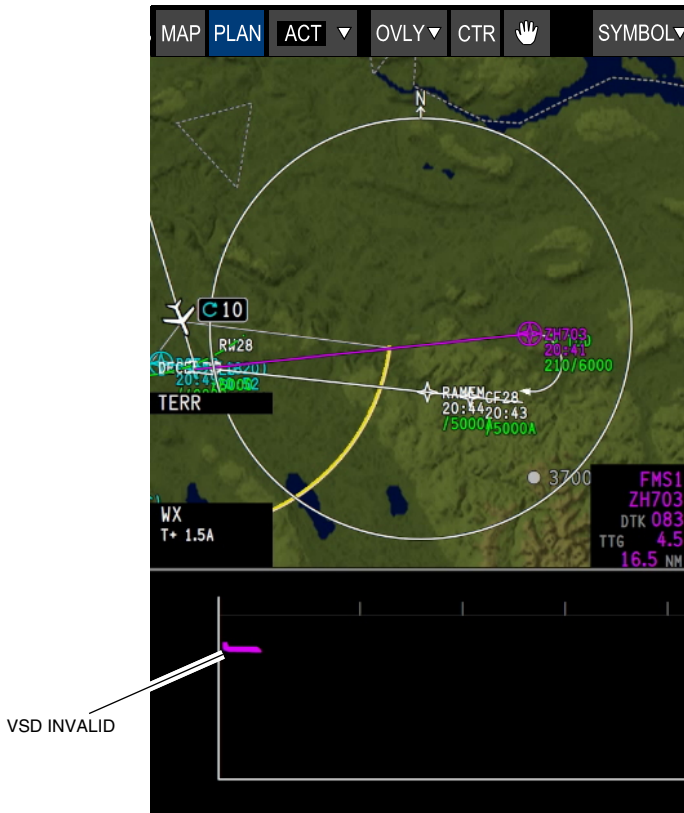 MAP PLAN ACT OVLY CTR SYMBOL
N
10
RW28
ZH703
20:41
210/6000
RAMEM CF28
20:44 20:43
/5000A /5000A
TERR
3700
WX
T+ 1.5A
FMS1
ZH703
DTK 083
TTG 4.5
16.5 NM
VSD INVALID